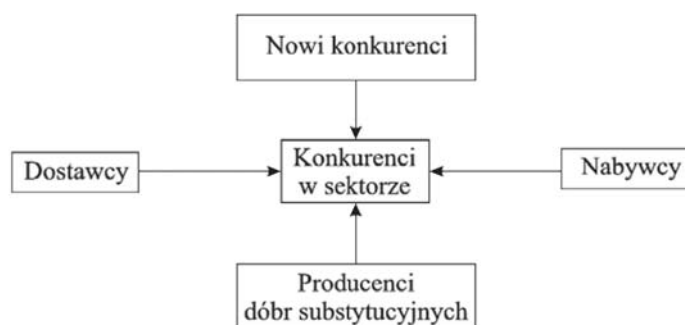 Nowi konkurenci
Dostawcy
Konkurenci
w sektorze
Nabywcy
Producenci
dóbr substytucyjnych